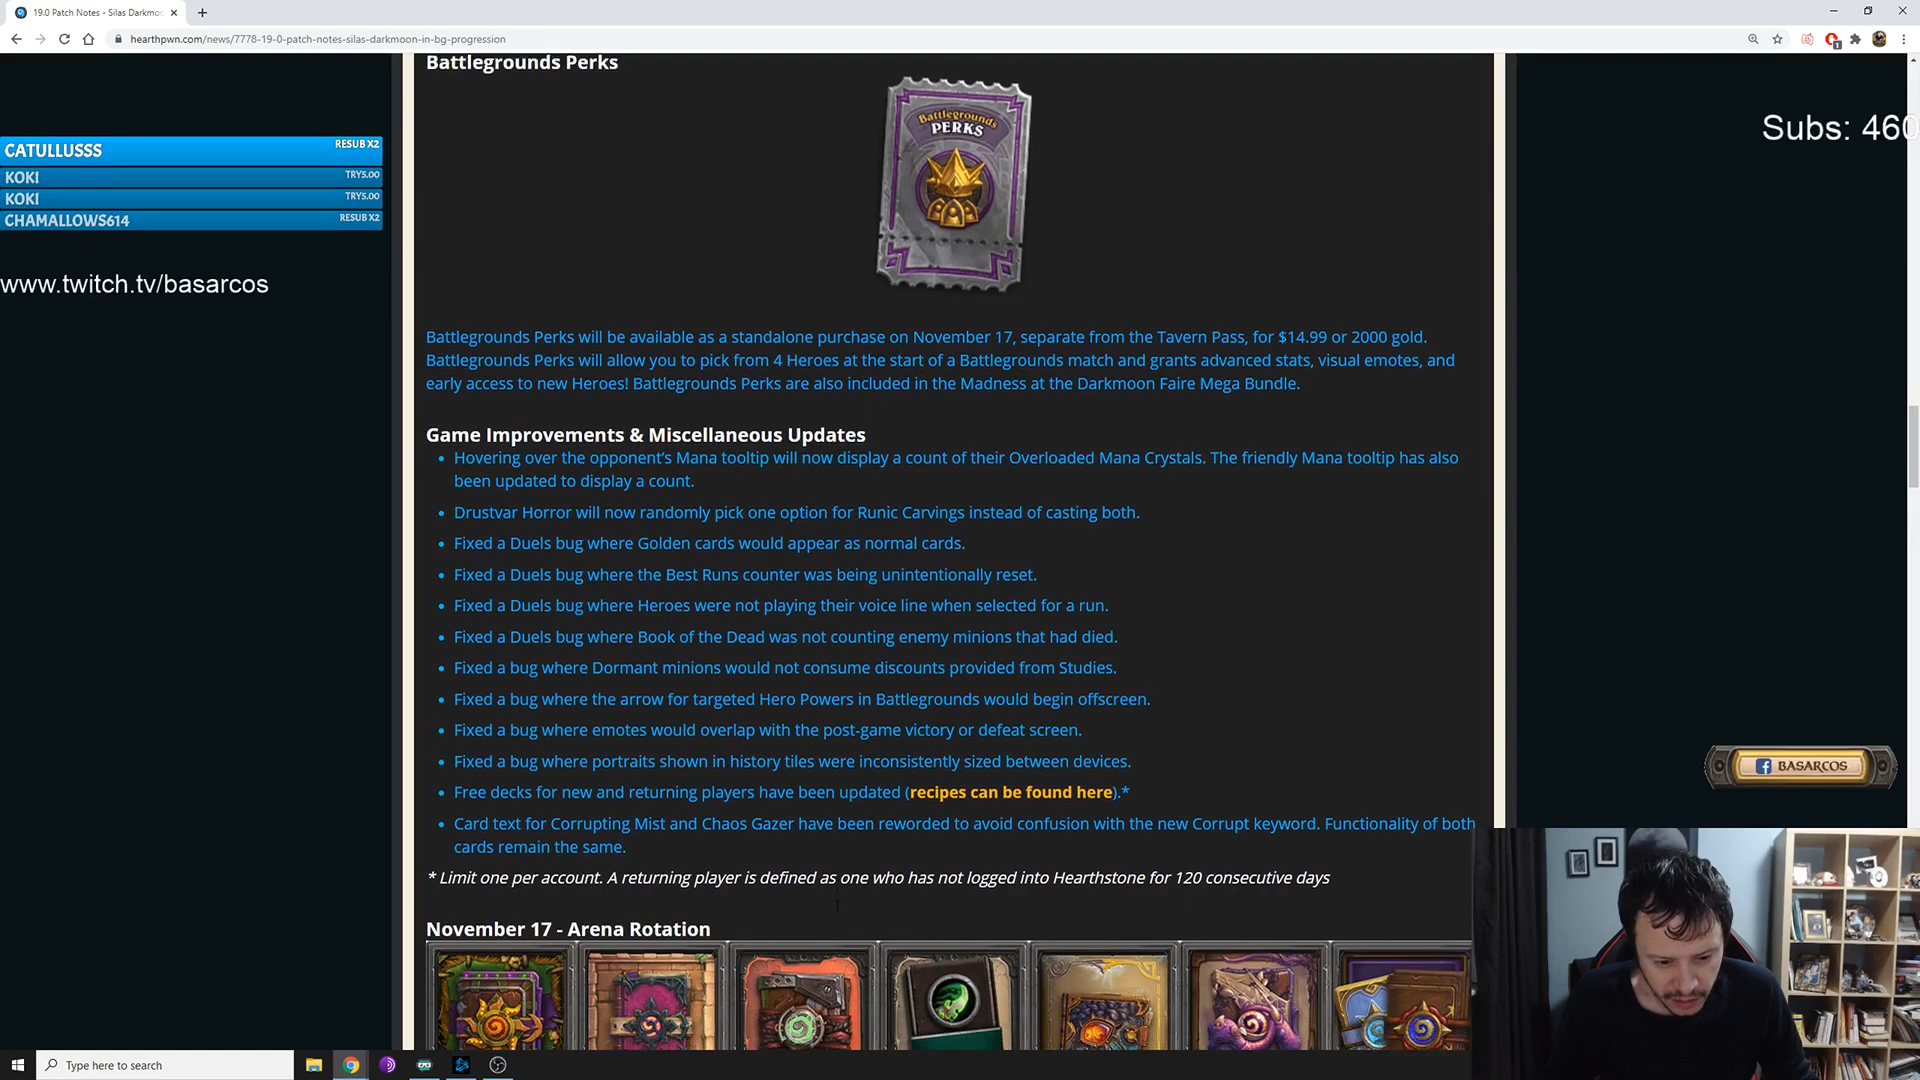 19.0 Patch Notes - Silas Darkmoo
hearthpwn.com/news/7778-19-0-patch-notes-silas-darkmoon-in-bg-progression
Battlegrounds Perks
Battlegrounds
PERKS
Subs: 460
CATULLUSSS RESUB X2
KOKI TRY5.00
KOKI TRY5.00
CHAMALLOWS614 RESUB X2
www.twitch.tv/basarcos
Battlegrounds Perks will be available as a standalone purchase on November 17, separate from the Tavern Pass, for $14.99 or 2000 gold.
Battlegrounds Perks will allow you to pick from 4 Heroes at the start of a Battlegrounds match and grants advanced stats, visual emotes, and
early access to new Heroes! Battlegrounds Perks are also included in the Madness at the Darkmoon Faire Mega Bundle.
Game Improvements & Miscellaneous Updates
• Hovering over the opponent's Mana tooltip will now display a count of their Overloaded Mana Crystals. The friendly Mana tooltip has also
been updated to display a count.
• Drustvar Horror will now randomly pick one option for Runic Carvings instead of casting both.
• Fixed a Duels bug where Golden cards would appear as normal cards.
• Fixed a Duels bug where the Best Runs counter was being unintentionally reset.
• Fixed a Duels bug where Heroes were not playing their voice line when selected for a run.
• Fixed a Duels bug where Book of the Dead was not counting enemy minions that had died.
• Fixed a bug where Dormant minions would not consume discounts provided from Studies.
• Fixed a bug where the arrow for targeted Hero Powers in Battlegrounds would begin offscreen.
• Fixed a bug where emotes would overlap with the post-game victory or defeat screen.
• Fixed a bug where portraits shown in history tiles were inconsistently sized between devices.
• Free decks for new and returning players have been updated (recipes can be found here).*
• Card text for Corrupting Mist and Chaos Gazer have been reworded to avoid confusion with the new Corrupt keyword. Functionality of both
cards remain the same.
* Limit one per account. A returning player is defined as one who has not logged into Hearthstone for 120 consecutive days
November 17 - Arena Rotation
BASARCOS
Type here to search